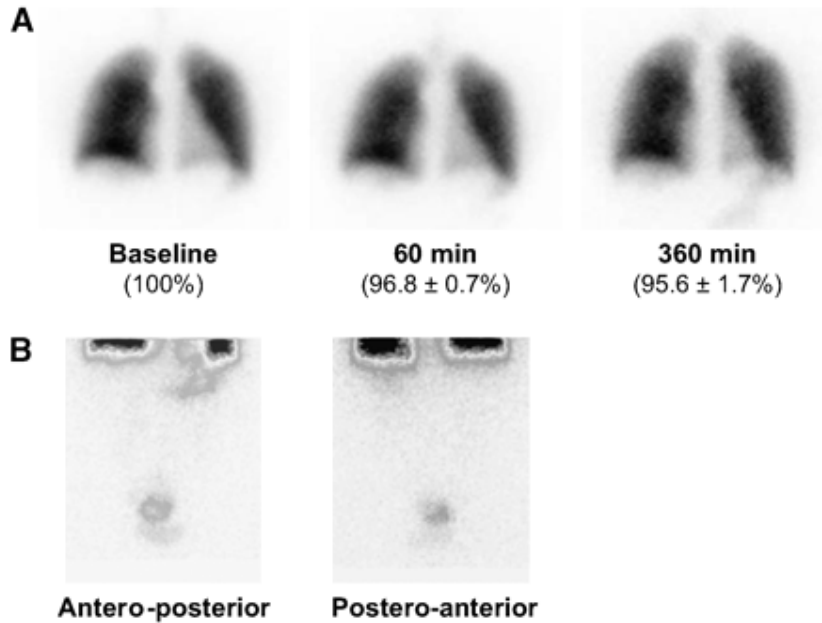 A
Baseline
(100%)
60 min
(96.8 ± 0.7%)
360 min
(95.6 ± 1.7%)
B
Antero-posterior
Postero-anterior